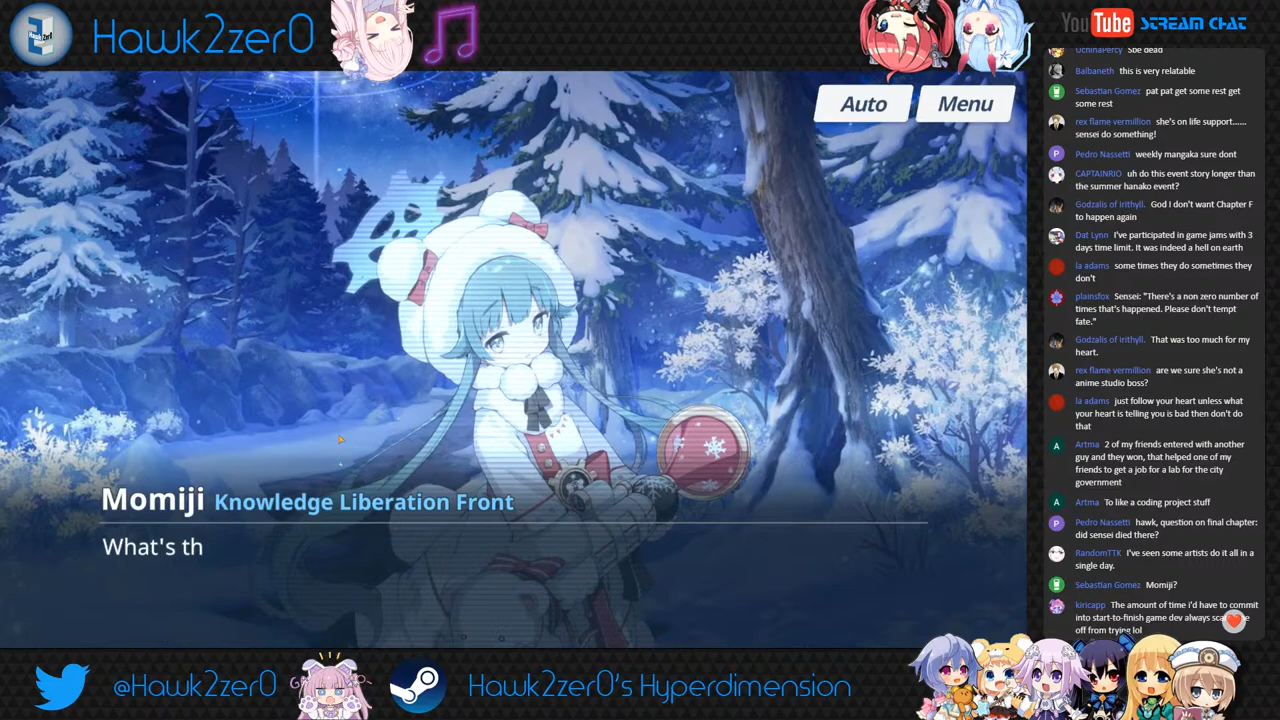 Hawk2zer0
YouTube STREAM CHAT
Auto
Menu
UchihaPercy Sbe dead
Balbaneth this is very relatable
Sebastian Gomez pat pat get some rest get
some rest
rex flame vermillion she's on life support......
sensei do something!
Pedro Nassetti weekly mangaka sure dont
CAPTAINRIO uh do this event story longer than
the summer hanako event?
Godzalis of Irithyll. God I don't want Chapter F
to happen again
Dat Lynn I've participated in game jams with 3
days time limit. It was indeed a hell on earth
la adams some times they do sometimes they
don't
plainsfox Sensei: "There's a non zero number of
times that's happened. Please don't tempt
fate."
Godzalis of Irithyll. That was too much for my
heart.
rex flame vermillion are we sure she's not a
anime studio boss?
la adams just follow your heart unless what
your heart is telling you is bad then don't do
that
Artma 2 of my friends entered with another
guy and they won, that helped one of my
friends to get a job for a lab for the city
government
Artma To like a coding project stuff
Pedro Nassetti hawk, question on final chapter:
did sensei died there?
RandomTTK I've seen some artists do it all in a
single day.
Sebastian Gomez Momiji?
kiricapp The amount of time i'd have to commit
into start-to-finish game dev always
off from trying lol
Momiji Knowledge Liberation Front
What's th
@Hawk2zer0
Hawk2zer0's Hyperdimension